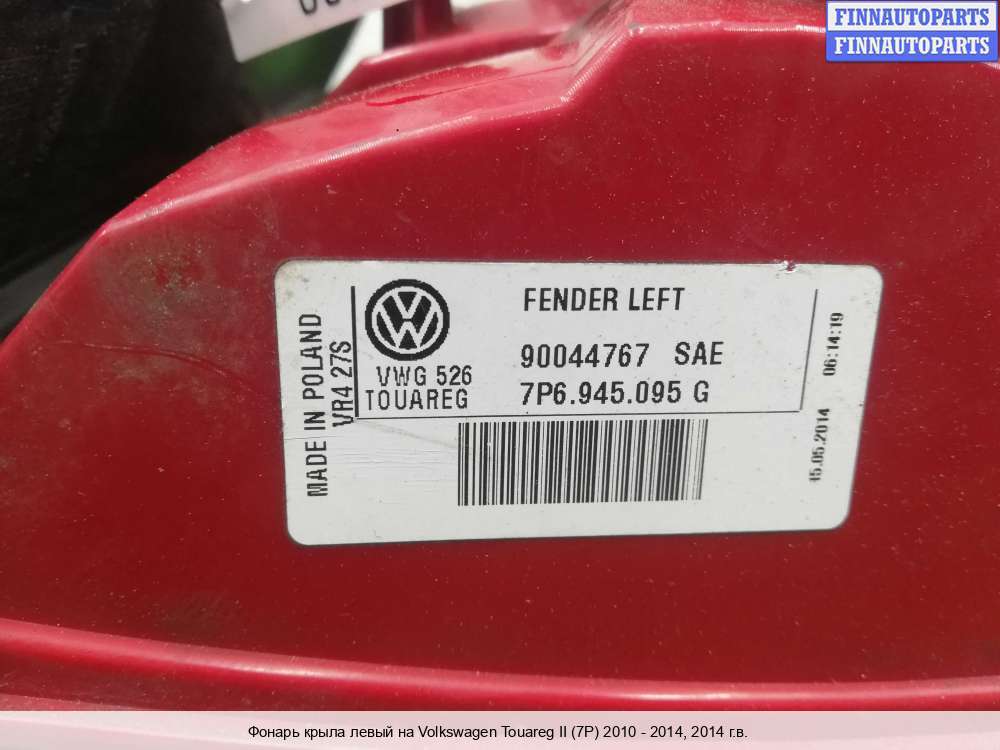 FINNAUTOPARTS
FINNAUTOPARTS
MADE IN POLAND
VR4 27S
VWG 526
TOUAREG
FENDER LEFT
90044767 SAE
7P6.945.095 G
15.05.2014 06:14:19
Фонарь крыла левый на Volkswagen Touareg II (7P) 2010 - 2014, 2014 г.в.